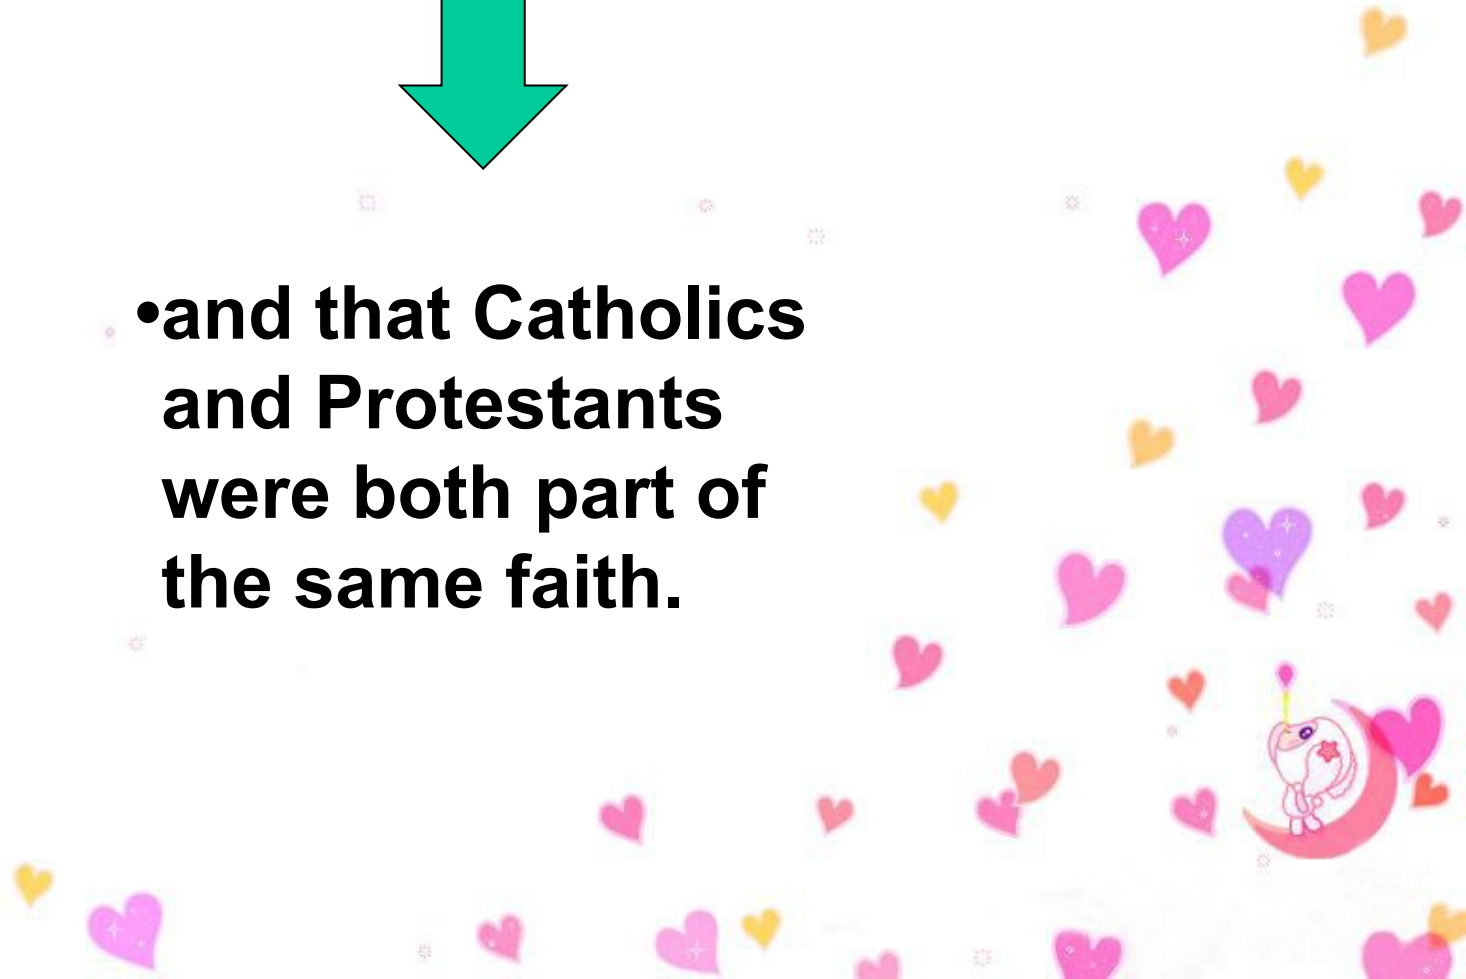 •and that Catholics
and Protestants
were both part of
the same faith.